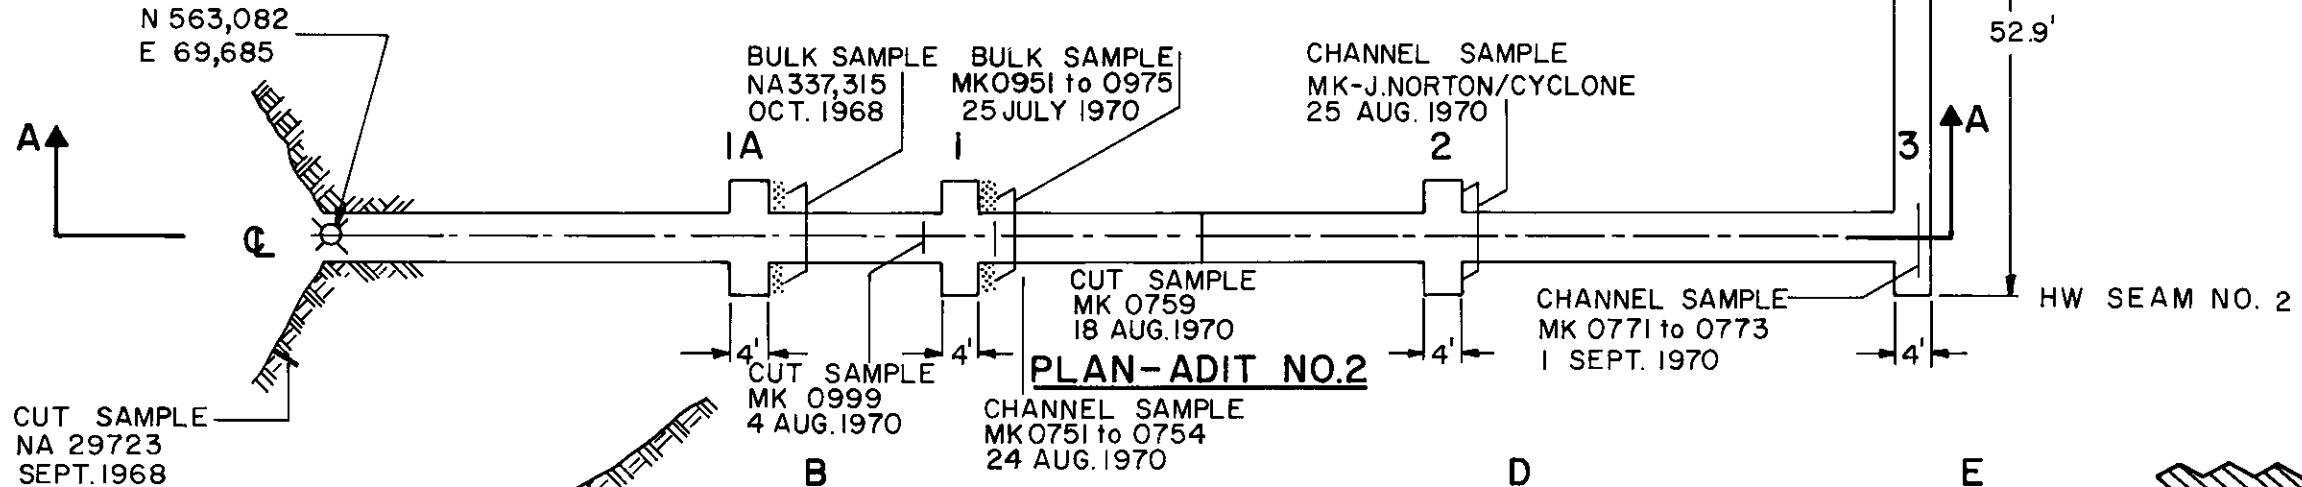 N 563,082
E 69,685
BULK SAMPLE
NA337,315
OCT. 1968
BULK SAMPLE
MK0951 to 0975
25 JULY 1970
CHANNEL SAMPLE
MK-J.NORTON/CYCLONE
25 AUG. 1970
52.9'
A
1A
1
2
3
A
CL
CUT SAMPLE
MK 0759
18 AUG. 1970
CHANNEL SAMPLE
MK 0771 to 0773
1 SEPT. 1970
HW SEAM NO. 2
4'
4'
4'
4'
PLAN-ADIT NO.2
CUT SAMPLE
MK 0999
4 AUG. 1970
CHANNEL SAMPLE
MK0751 to 0754
24 AUG. 1970
CUT SAMPLE
NA 29723
SEPT. 1968
B
D
E